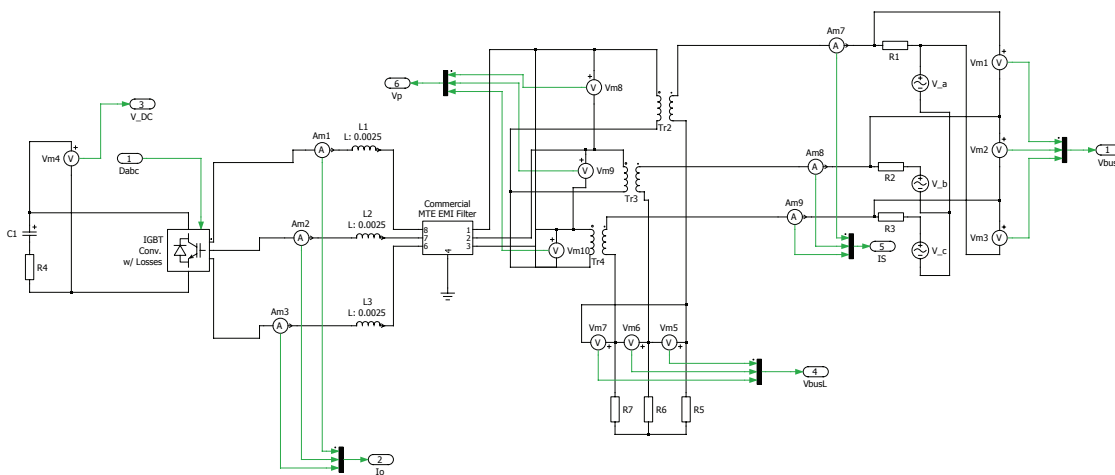 Am7
A
R1
V_a
Vm1
V
6
Vp
Vm8
V
Tr2
3
V_DC
Vm4
V
1
Dabc
Am1
A
L1
L: 0.0025
Vm9
V
Tr3
Am8
A
R2
V_b
Vm2
V
1
Vbus
C1
R4
IGBT
Conv.
w/ Losses
Am2
A
L2
L: 0.0025
Commercial
MTE EMI Filter
8
7
6
1
2
3
4
Vm10
V
Tr4
Am9
A
R3
V_c
Vm3
V
5
IS
Am3
A
L3
L: 0.0025
Vm7
Vm6
Vm5
V
V
V
4
VbusL
R7
R6
R5
2
Io